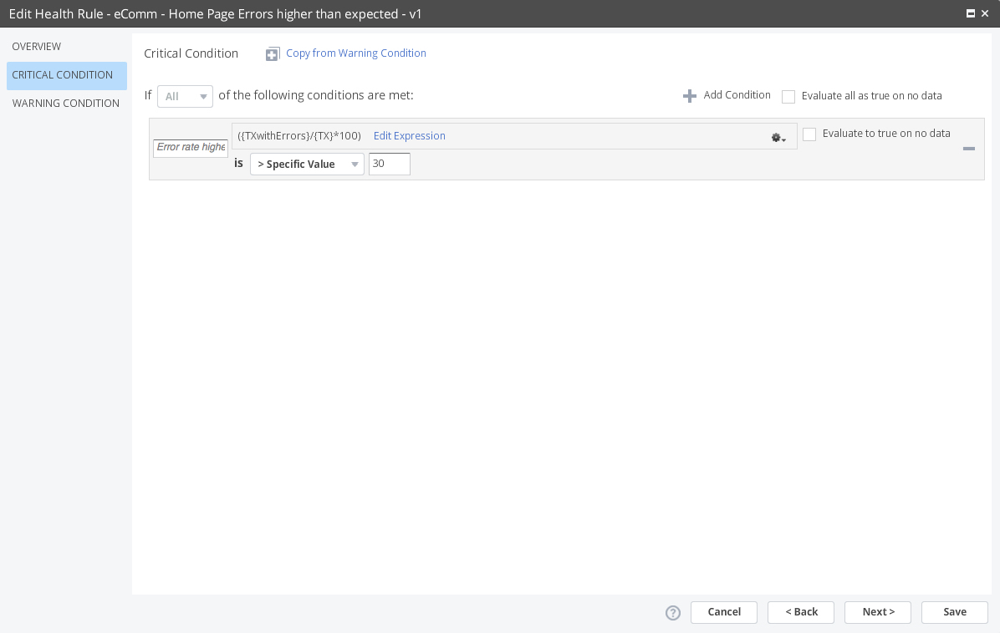 Edit Health Rule - eComm - Home Page Errors higher than expected - v1
OVERVIEW
CRITICAL CONDITION
WARNING CONDITION
Critical Condition Copy from Warning Condition
If All of the following conditions are met: Add Condition Evaluate all as true on no data
Error rate highe
({TXwithErrors}/{TX}*100) Edit Expression Evaluate to true on no data
is > Specific Value 30
? Cancel < Back Next > Save